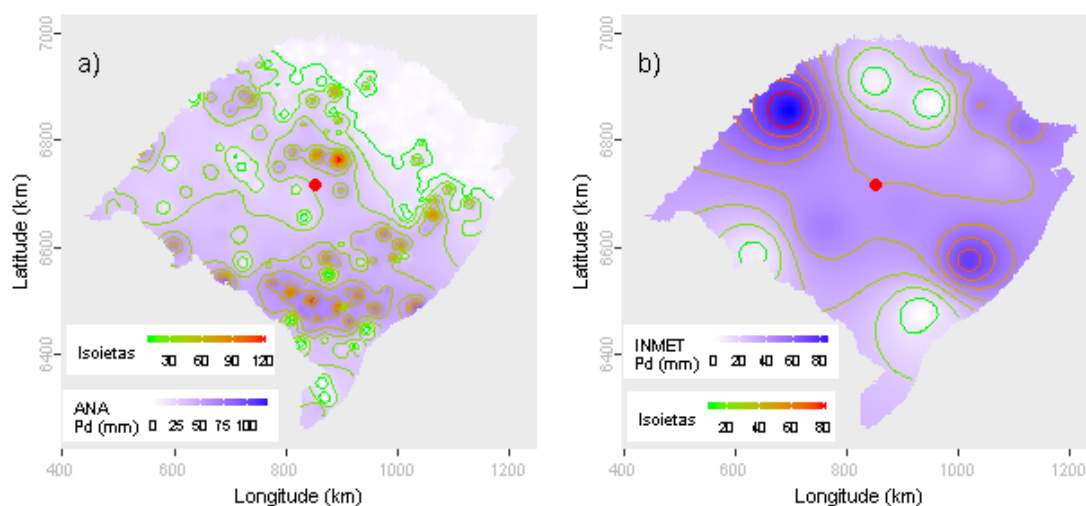 a)
7000
6800
6600
6400
Latitude (km)
400 600 800 1000 1200
Longitude (km)
Isoietas
30 60 90 120
ANA
Pd (mm) 0 25 50 75 100
b)
7000
6800
6600
6400
Latitude (km)
400 600 800 1000 1200
Longitude (km)
INMET
Pd (mm) 0 20 40 60 80
Isoietas
20 40 60 80